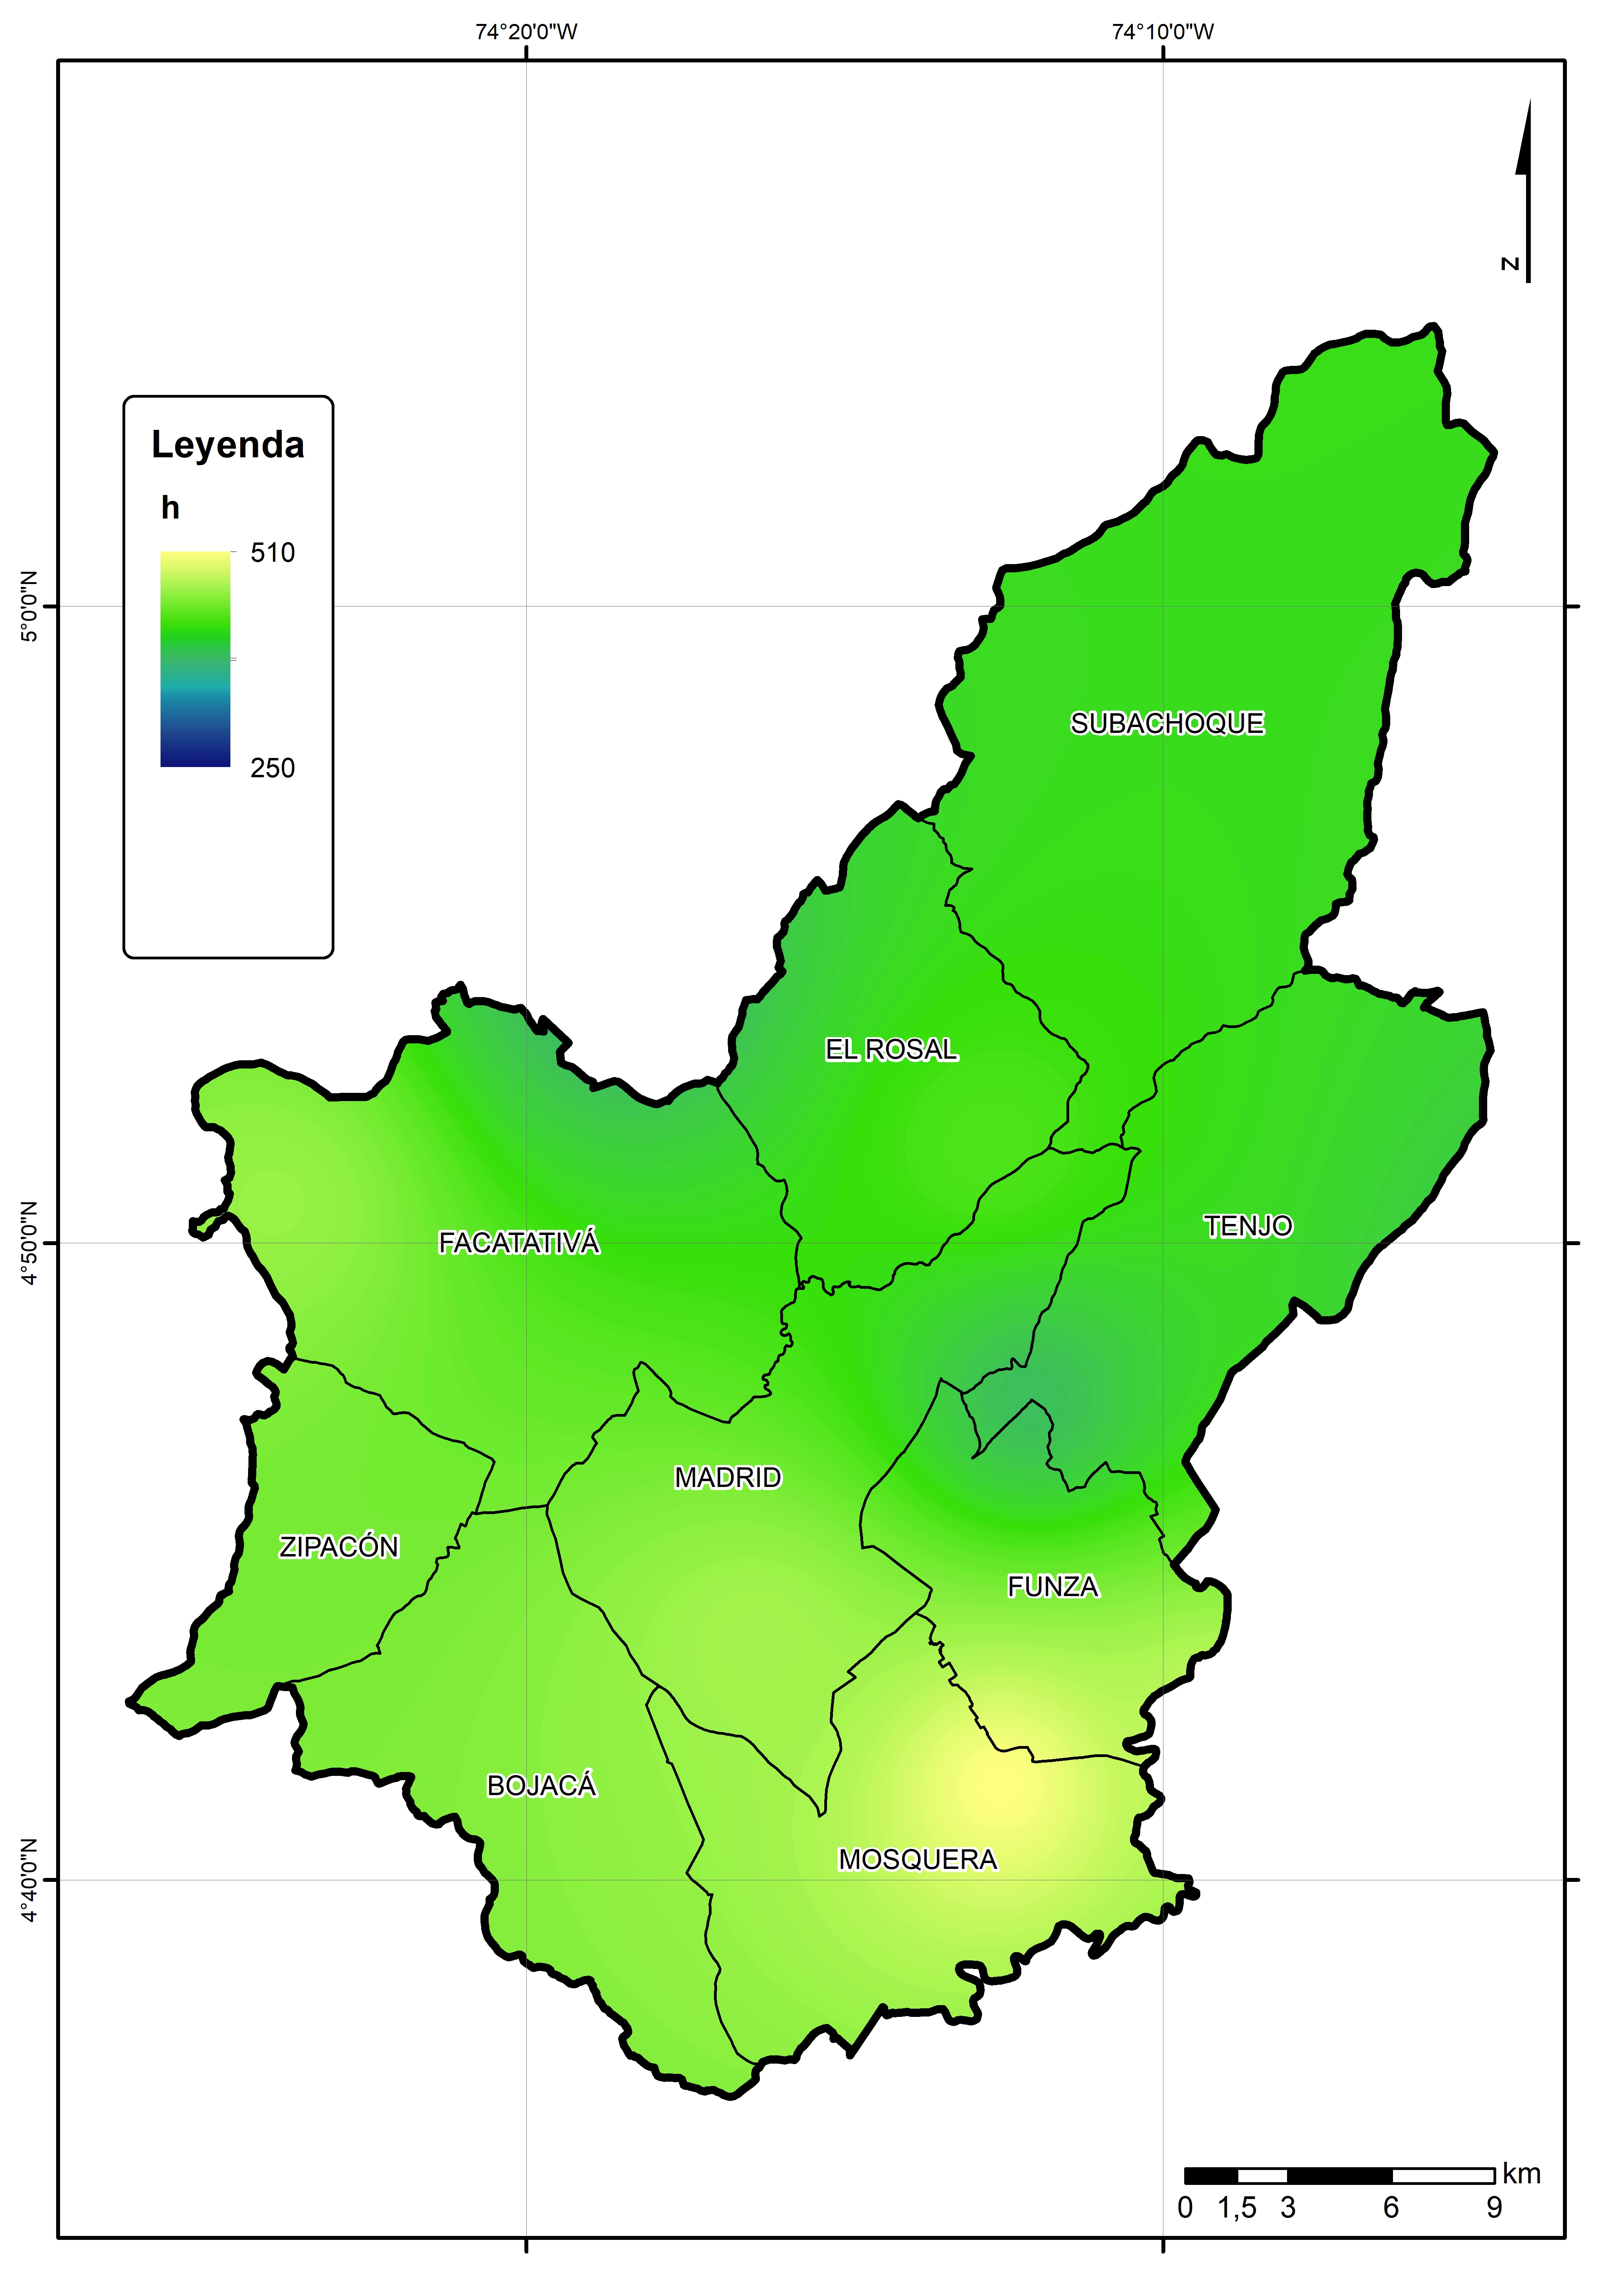 74°20'0"W
74°10'0"W
N
Leyenda
h
510
250
5°0'0"N
SUBACHOQUE
EL ROSAL
TENJO
4°50'0"N
FACATATIVÁ
MADRID
ZIPACÓN
FUNZA
BOJACÁ
MOSQUERA
4°40'0"N
km
0 1,5 3 6 9